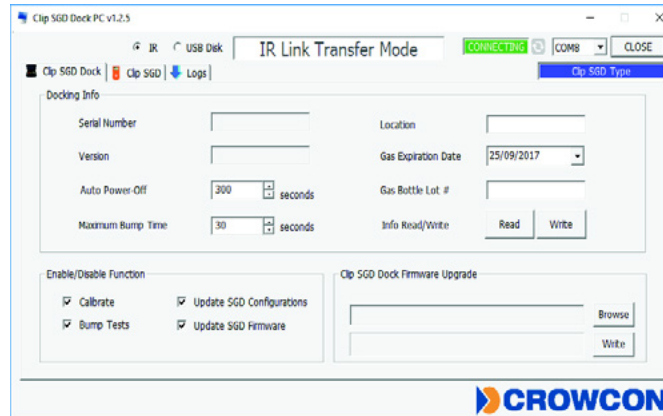 Clip SGD Dock PC v1.2.5
IR USB Disk IR Link Transfer Mode CONNECTING COM8 CLOSE
Clip SGD Dock Clip SGD Logs Clip SGD Type
Docking Info
Serial Number Location
Version Gas Expiration Date 25/09/2017
Auto Power-Off 300 seconds Gas Bottle Lot #
Maximum Bump Time 30 seconds Info Read/Write Read Write
Enable/Disable Function Clip SGD Dock Firmware Upgrade
Calibrate Update SGD Configurations
Browse
Bump Tests Update SGD Firmware
Write
CROWCON